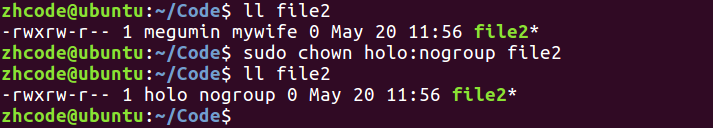 zhcode@ubuntu:~/Code$ ll file2
-rwxrw-r-- 1 megumin mywife 0 May 20 11:56 file2*
zhcode@ubuntu:~/Code$ sudo chown holo:nogroup file2
zhcode@ubuntu:~/Code$ ll file2
-rwxrw-r-- 1 holo nogroup 0 May 20 11:56 file2*
zhcode@ubuntu:~/Code$